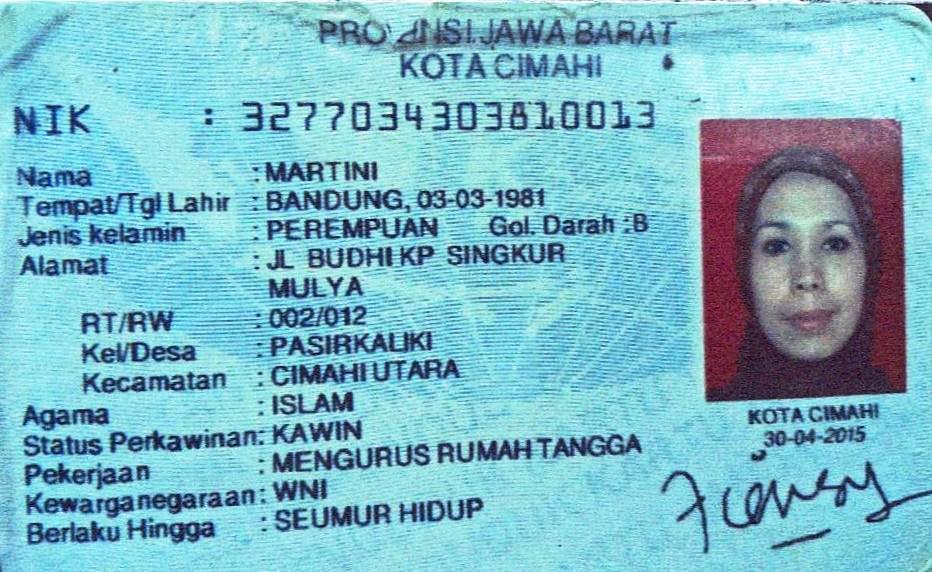 PROVINSI JAWA BARAT
KOTA CIMAHI
NIK : 3277034303810013
Nama : MARTINI
Tempat/Tgl Lahir : BANDUNG, 03-03-1981
Jenis kelamin : PEREMPUAN Gol. Darah :B
Alamat : JL BUDHI KP SINGKUR
MULYA
RT/RW : 002/012
Kel/Desa : PASIRKALIKI
Kecamatan : CIMAHI UTARA
Agama : ISLAM
Status Perkawinan: KAWIN
Pekerjaan : MENGURUS RUMAH TANGGA
Kewarganegaraan: WNI
Berlaku Hingga : SEUMUR HIDUP
KOTA CIMAHI
30-04-2015